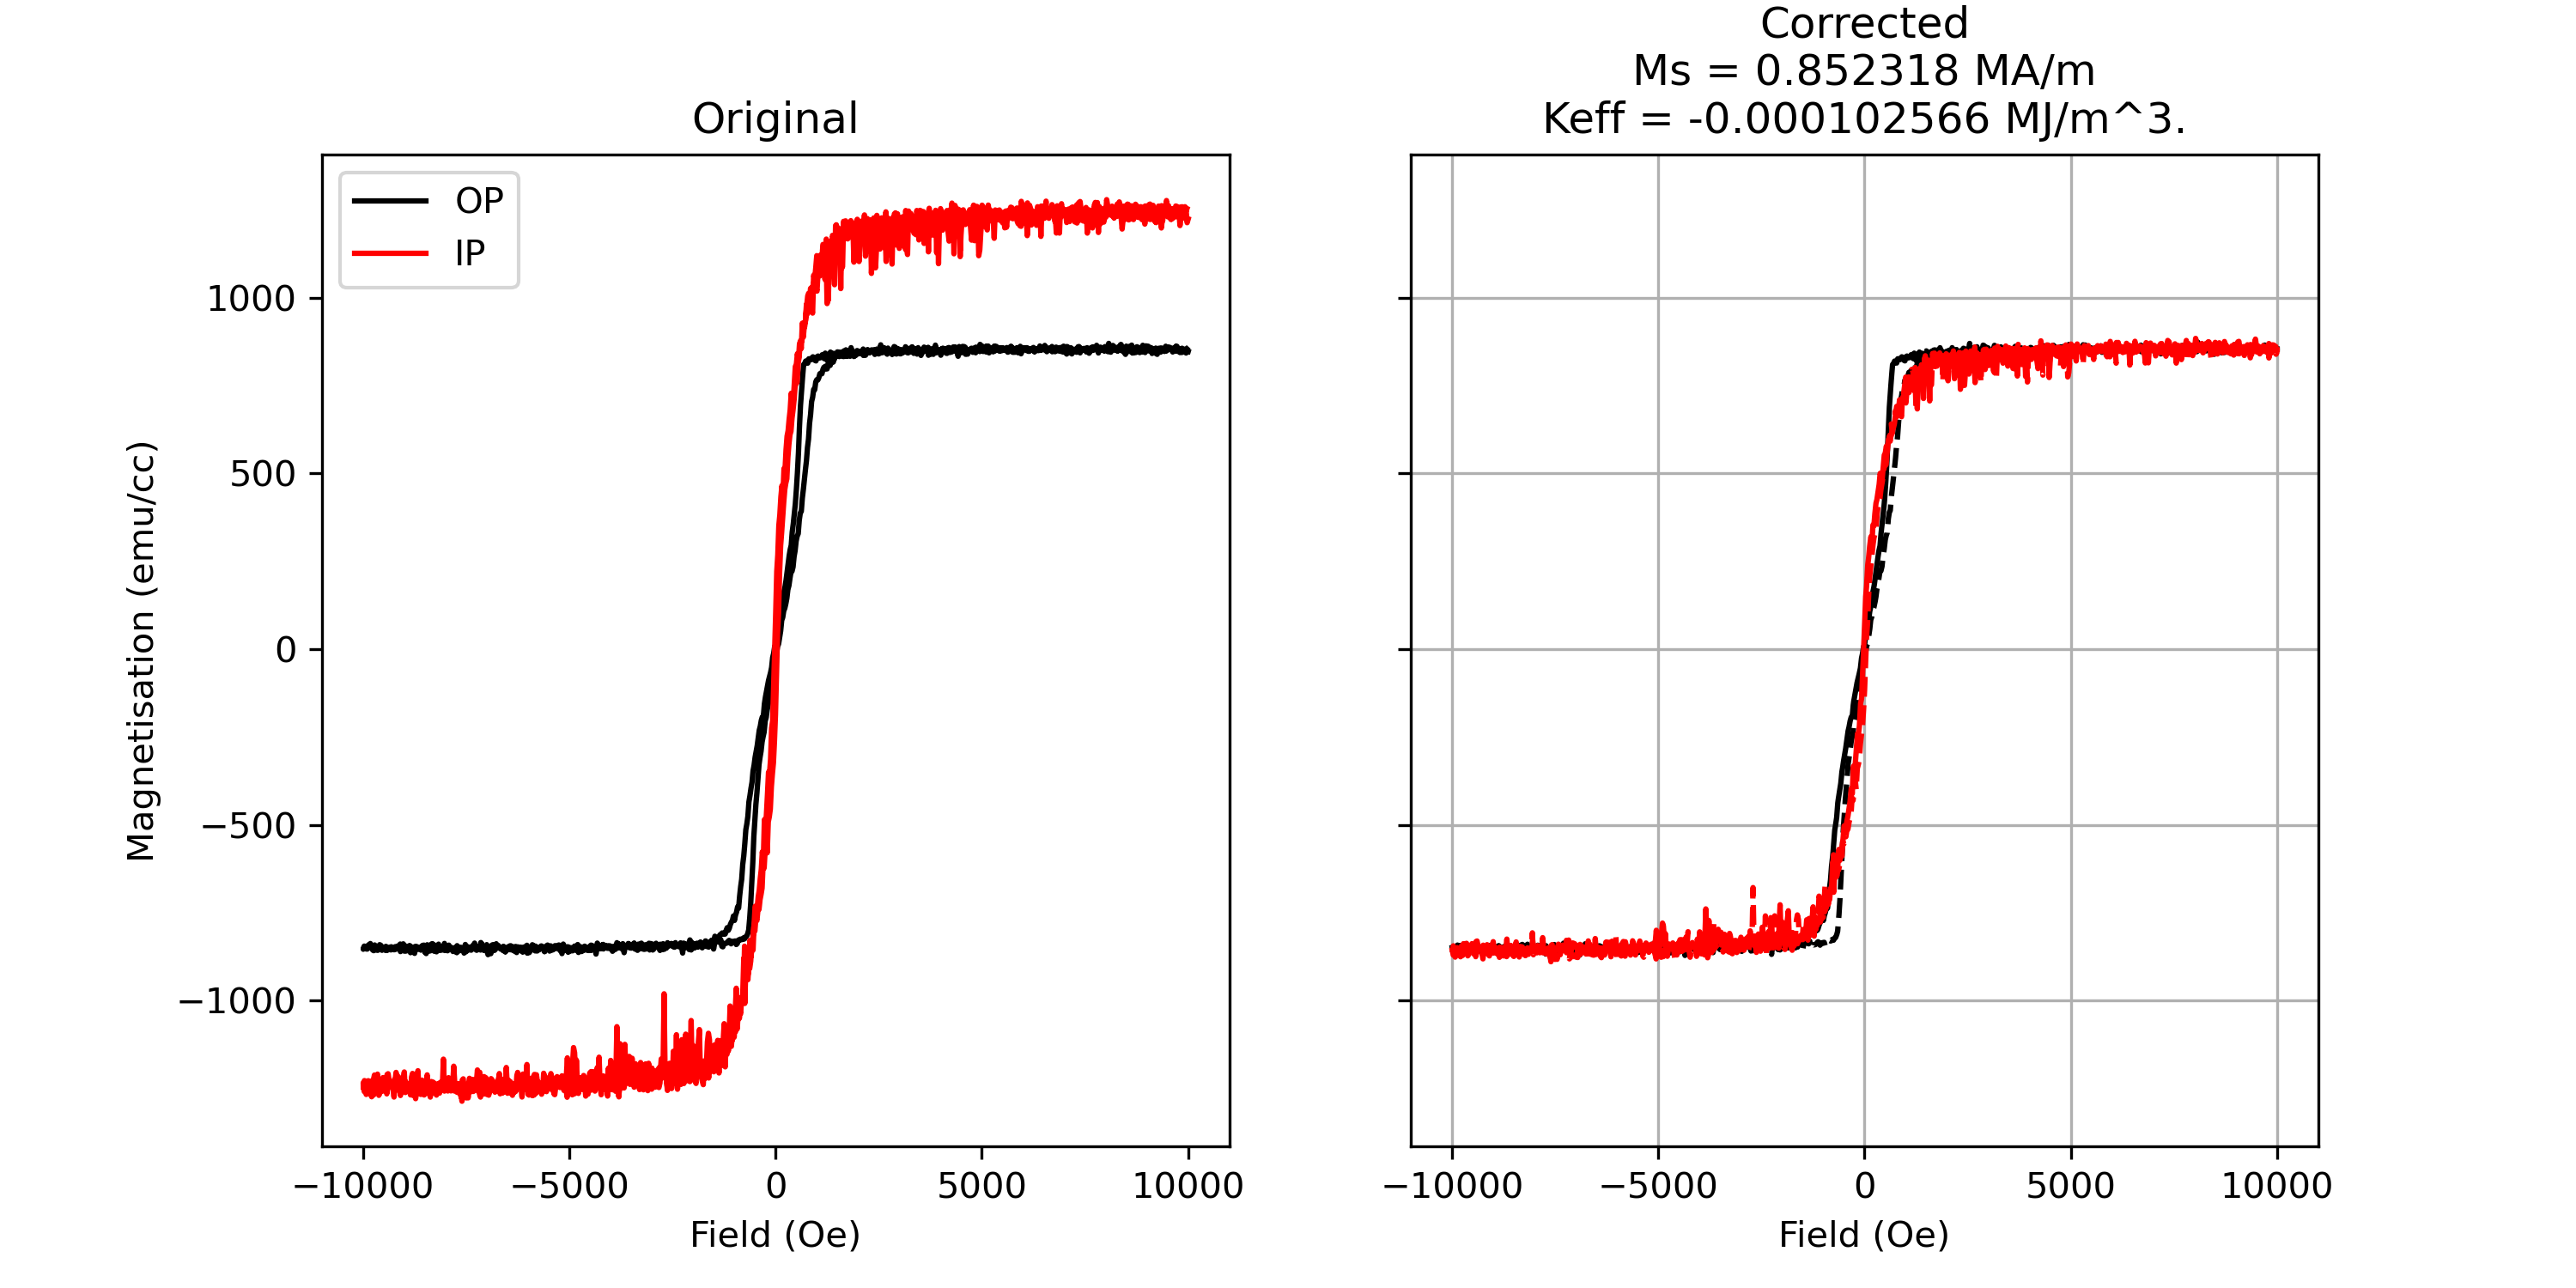 Original
OP
IP
1000
500
0
−500
−1000
Magnetisation (emu/cc)
−10000
−5000
0
5000
10000
Field (Oe)
Corrected
Ms = 0.852318 MA/m
Keff = -0.000102566 MJ/m^3.
−10000
−5000
0
5000
10000
Field (Oe)